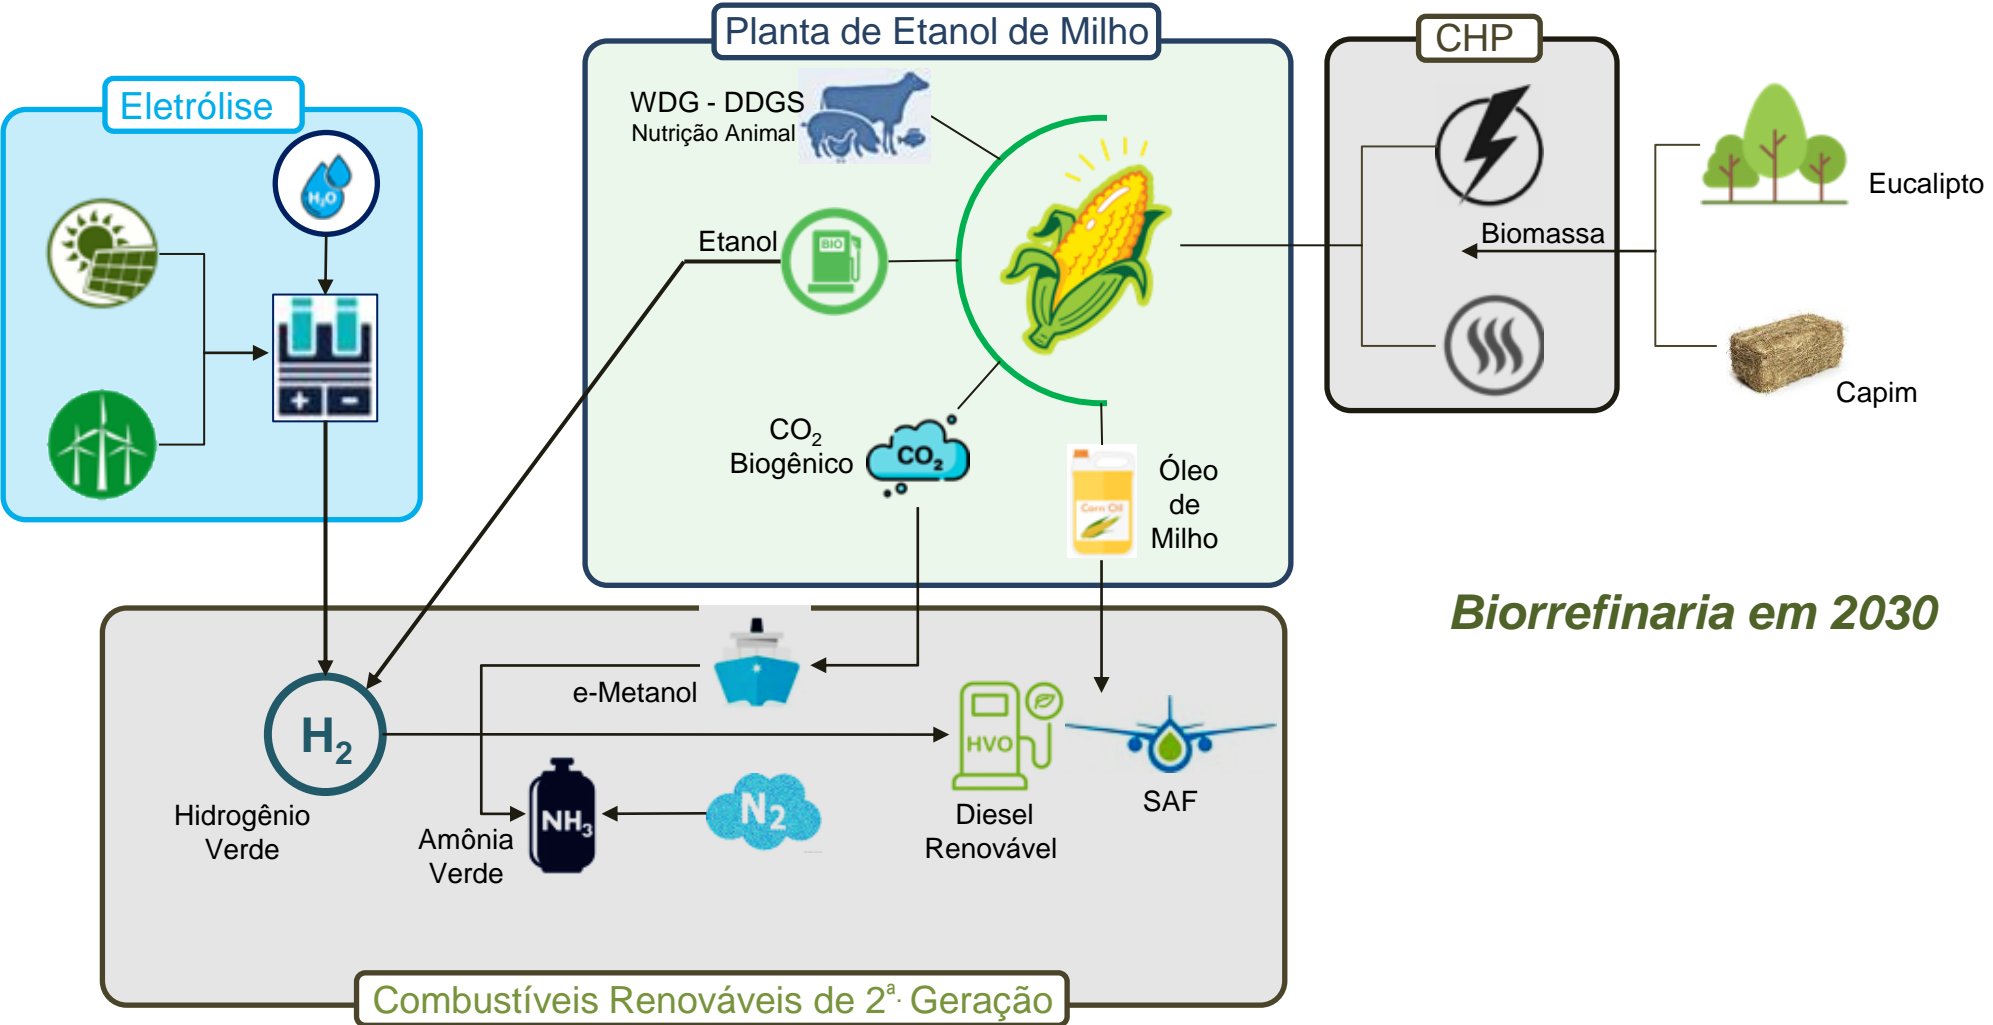 Planta de Etanol de Milho
CHP
Eletrólise
WDG - DDGS
Nutrição Animal
H₂O
Eucalipto
Etanol
BIO
Biomassa
Capim
CO₂
Biogênico
CO₂
Corn Oil
Óleo
de
Milho
+ -
Biorrefinaria em 2030
e-Metanol
H₂
HVO
Hidrogênio
Verde
NH₃
N₂
Amônia
Verde
Diesel
Renovável
SAF
Combustíveis Renováveis de 2ª. Geração